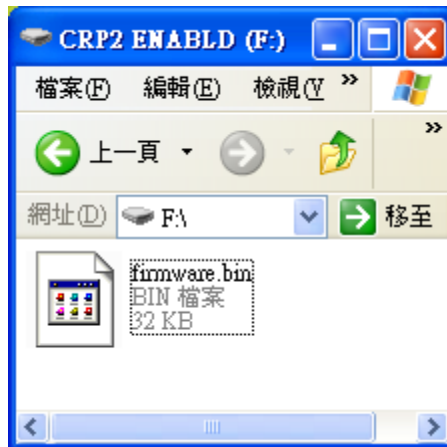 CRP2 ENABLD (F:)
檔案(F) 編輯(E) 檢視(V »
上一頁 »
網址(D) F:\ 移至
firmware.bin
BIN 檔案
32 KB